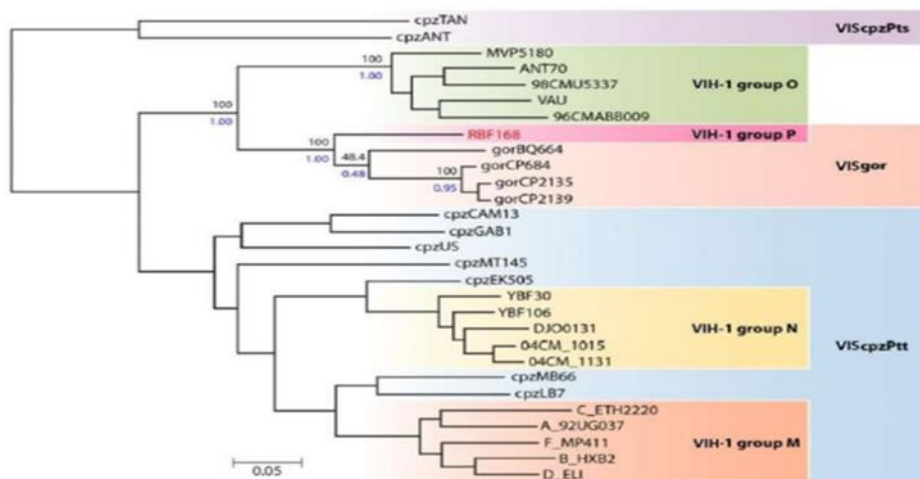 cpzTAN
cpzANT
VIScpzPts
MVP5180
100
1.00
ANT70
98CMU5337
VIH-1 group O
VAU
96CMABB009
100
1.00
RBF168
VIH-1 group P
100
1.00
gorBQ664
48.4
0.48
VISgor
gorCP684
100
0.95
gorCP2135
gorCP2139
cpzCAM13
cpzGAB1
cpzUS
cpzMT145
cpzEK505
YBF30
YBF106
DJO0131
VIH-1 group N
04CM_1015
04CM_1131
VIScpzPtt
cpzMB66
cpzLB7
C_ETH2220
A_92UG037
F_MP411
VIH-1 group M
B_HXB2
D_ELI
0.05